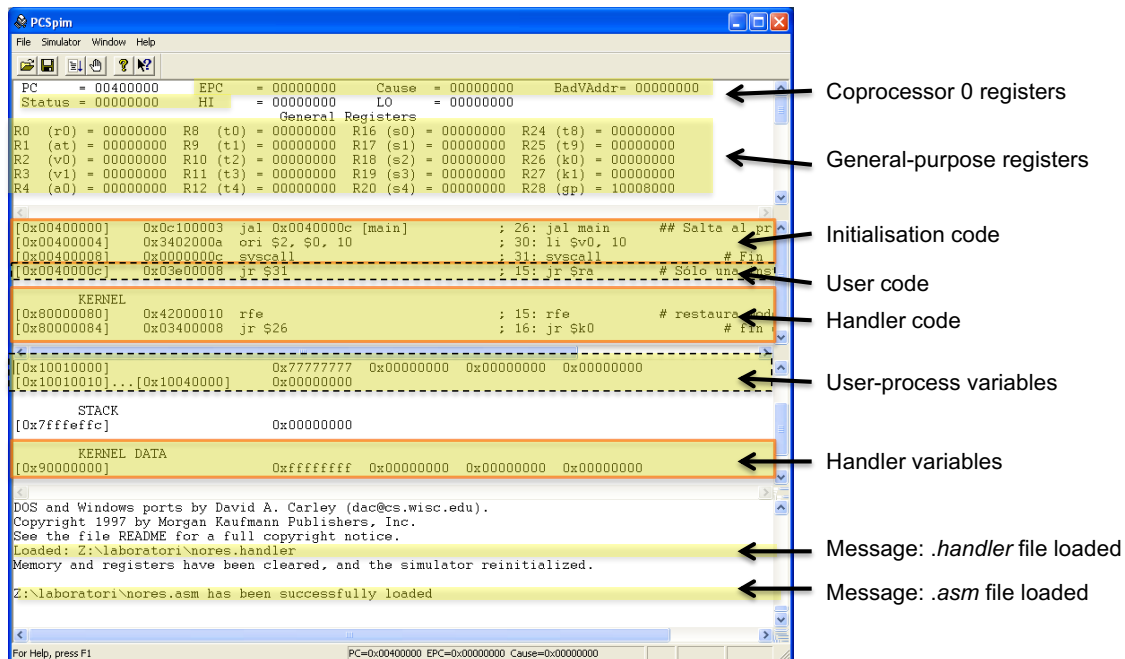 PCSpim
File Simulator Window Help
PC = 00400000 EPC = 00000000 Cause = 00000000 BadVAddr= 00000000
Status = 00000000 HI = 00000000 LO = 00000000
General Registers
R0 (r0) = 00000000 R8 (t0) = 00000000 R16 (s0) = 00000000 R24 (t8) = 00000000
R1 (at) = 00000000 R9 (t1) = 00000000 R17 (s1) = 00000000 R25 (t9) = 00000000
R2 (v0) = 00000000 R10 (t2) = 00000000 R18 (s2) = 00000000 R26 (k0) = 00000000
R3 (v1) = 00000000 R11 (t3) = 00000000 R19 (s3) = 00000000 R27 (k1) = 00000000
R4 (a0) = 00000000 R12 (t4) = 00000000 R20 (s4) = 00000000 R28 (gp) = 10008000
[0x00400000] 0x0c100003 jal 0x0040000c [main] ; 26: jal main ## Salta al pr
[0x00400004] 0x3402000a ori $2, $0, 10 ; 30: li $v0, 10
[0x00400008] 0x0000000c syscall ; 31: syscall # Fin
[0x0040000c] 0x03e00008 jr $31 ; 15: jr $ra # Sólo una ins
KERNEL
[0x80000080] 0x42000010 rfe ; 15: rfe # restaura
[0x80000084] 0x03400008 jr $26 ; 16: jr $k0 # fin
[0x10010000] 0x77777777 0x00000000 0x00000000 0x00000000
[0x10010010]...[0x10040000] 0x00000000
STACK
[0x7fffeffc] 0x00000000
KERNEL DATA
[0x90000000] 0xffffffff 0x00000000 0x00000000 0x00000000
DOS and Windows ports by David A. Carley (dac@cs.wisc.edu).
Copyright 1997 by Morgan Kaufmann Publishers, Inc.
See the file README for a full copyright notice.
Loaded: Z:\laboratori\nores.handler
Memory and registers have been cleared, and the simulator reinitialized.
Z:\laboratori\nores.asm has been successfully loaded
For Help, press F1 PC=0x00400000 EPC=0x00000000 Cause=0x00000000
Coprocessor 0 registers
General-purpose registers
Initialisation code
User code
Handler code
User-process variables
Handler variables
Message: .handler file loaded
Message: .asm file loaded